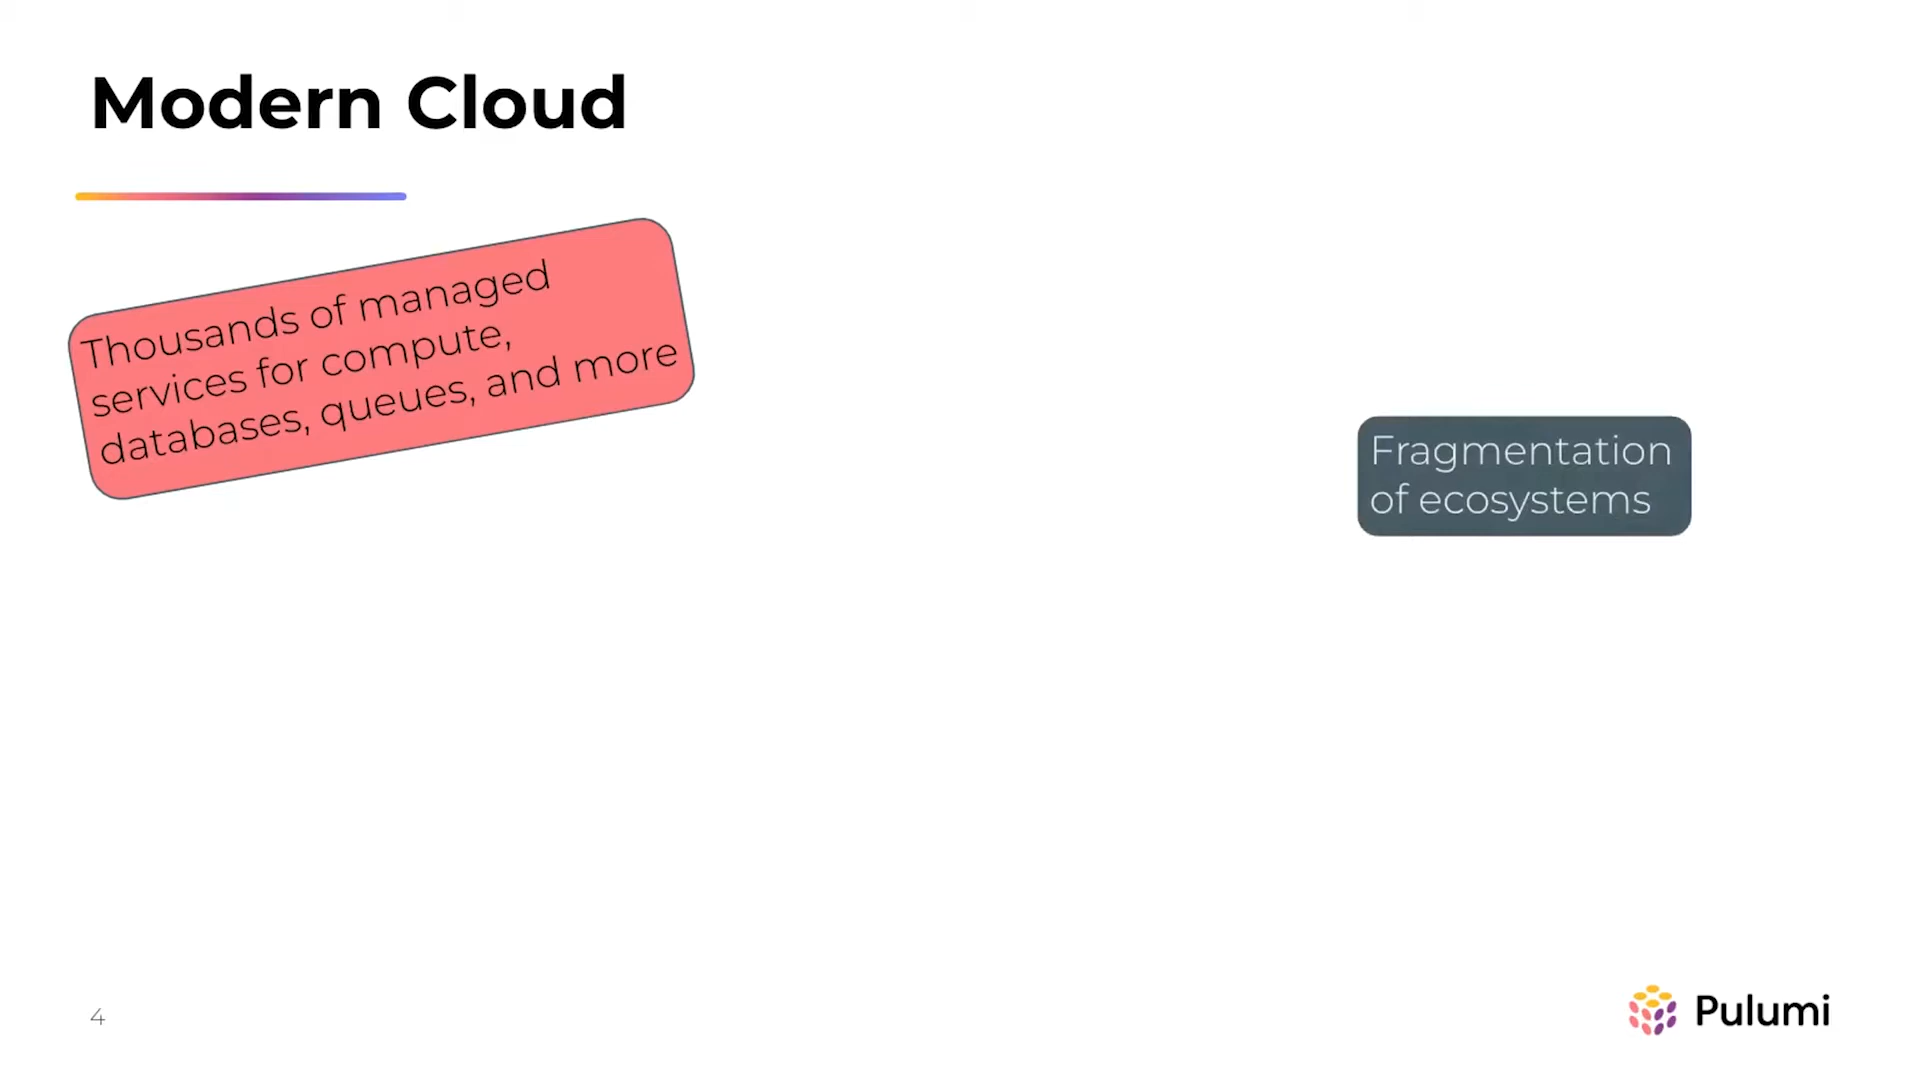 Modern Cloud
Thousands of managed
services for compute,
databases, queues, and more
Fragmentation
of ecosystems
4
Pulumi